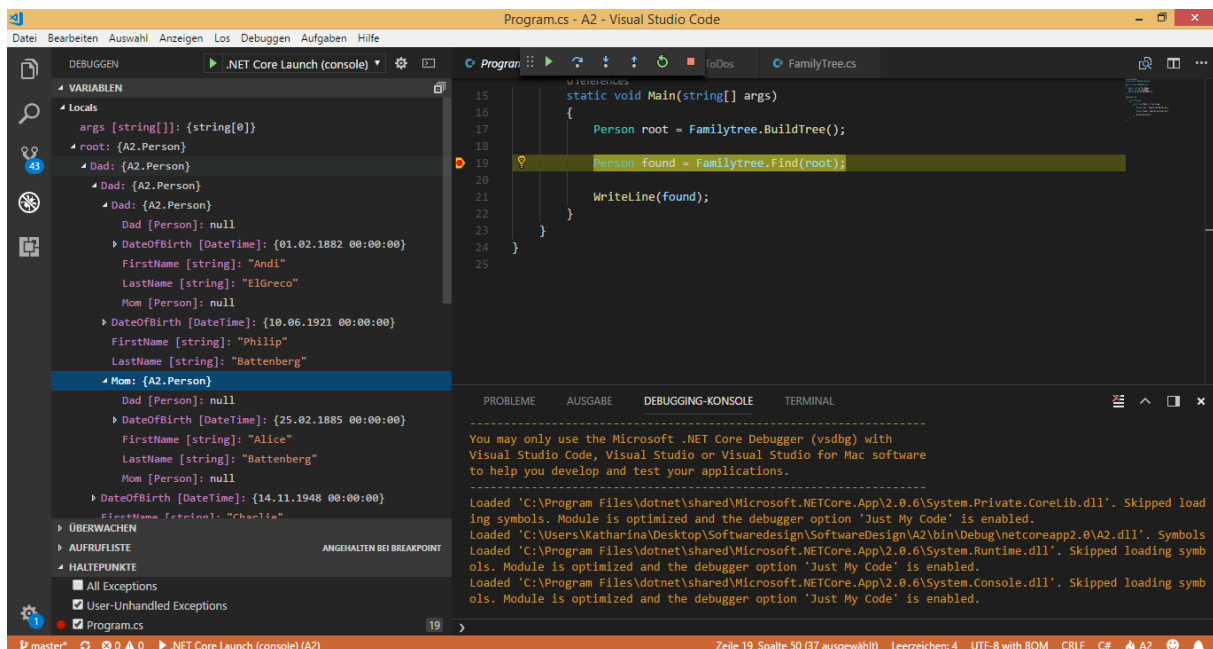 Program.cs - A2 - Visual Studio Code
Datei Bearbeiten Auswahl Anzeigen Los Debuggen Aufgaben Hilfe
DEBUGGEN .NET Core Launch (console)
Program ToDos FamilyTree.cs
VARIABLEN
Locals
args [string[]]: {string[0]}
root: {A2.Person}
Dad: {A2.Person}
Dad: {A2.Person}
Dad: {A2.Person}
Dad [Person]: null
DateOfBirth [DateTime]: {01.02.1882 00:00:00}
FirstName [string]: "Andi"
LastName [string]: "ElGreco"
Mom [Person]: null
DateOfBirth [DateTime]: {10.06.1921 00:00:00}
FirstName [string]: "Philip"
LastName [string]: "Battenberg"
Mom: {A2.Person}
Dad [Person]: null
DateOfBirth [DateTime]: {25.02.1885 00:00:00}
FirstName [string]: "Alice"
LastName [string]: "Battenberg"
Mom [Person]: null
DateOfBirth [DateTime]: {14.11.1948 00:00:00}
FirstName [string]: "Charlie"
ÜBERWACHEN
AUFRUFLISTE ANGEHALTEN BEI BREAKPOINT
HALTEPUNKTE
All Exceptions
User-Unhandled Exceptions
Program.cs 19
43
1
0 references
15 static void Main(string[] args)
16 {
17 Person root = Familytree.BuildTree();
18
19 Person found = Familytree.Find(root);
20
21 WriteLine(found);
22 }
23 }
24 }
25
PROBLEME AUSGABE DEBUGGING-KONSOLE TERMINAL
-------------------------------------------------------------------
You may only use the Microsoft .NET Core Debugger (vsdbg) with
Visual Studio Code, Visual Studio or Visual Studio for Mac software
to help you develop and test your applications.
-------------------------------------------------------------------
Loaded 'C:\Program Files\dotnet\shared\Microsoft.NETCore.App\2.0.6\System.Private.CoreLib.dll'. Skipped load
ing symbols. Module is optimized and the debugger option 'Just My Code' is enabled.
Loaded 'C:\Users\Katharina\Desktop\Softwaredesign\SoftwareDesign\A2\bin\Debug\netcoreapp2.0\A2.dll'. Symbols
Loaded 'C:\Program Files\dotnet\shared\Microsoft.NETCore.App\2.0.6\System.Runtime.dll'. Skipped loading symb
ols. Module is optimized and the debugger option 'Just My Code' is enabled.
Loaded 'C:\Program Files\dotnet\shared\Microsoft.NETCore.App\2.0.6\System.Console.dll'. Skipped loading symb
ols. Module is optimized and the debugger option 'Just My Code' is enabled.
master* 0 0 .NET Core Launch (console) (A2) Zeile 19, Spalte 50 (37 ausgewählt) Leerzeichen: 4 UTF-8 with BOM CRLF C# A2